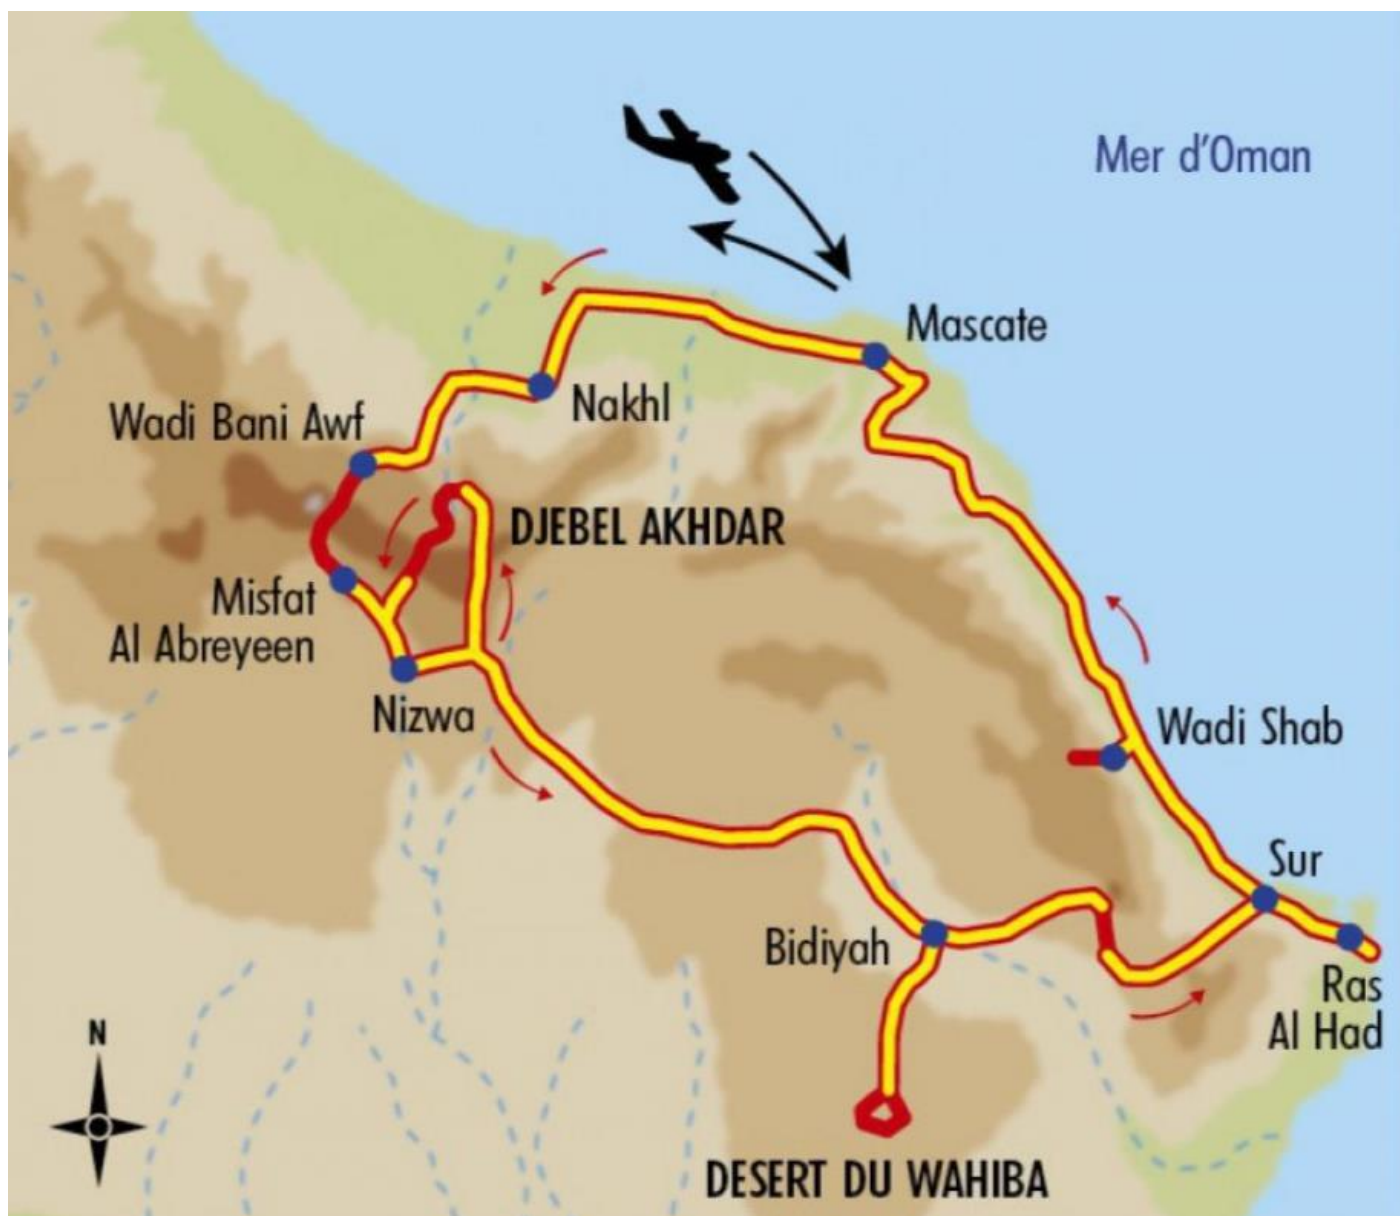 Mer d'Oman
Mascate
Nakhl
Wadi Bani Awf
DJEBEL AKHDAR
Misfat
Al Abreyeen
Nizwa
Wadi Shab
Sur
Bidiyah
Ras
Al Had
N
DESERT DU WAHIBA